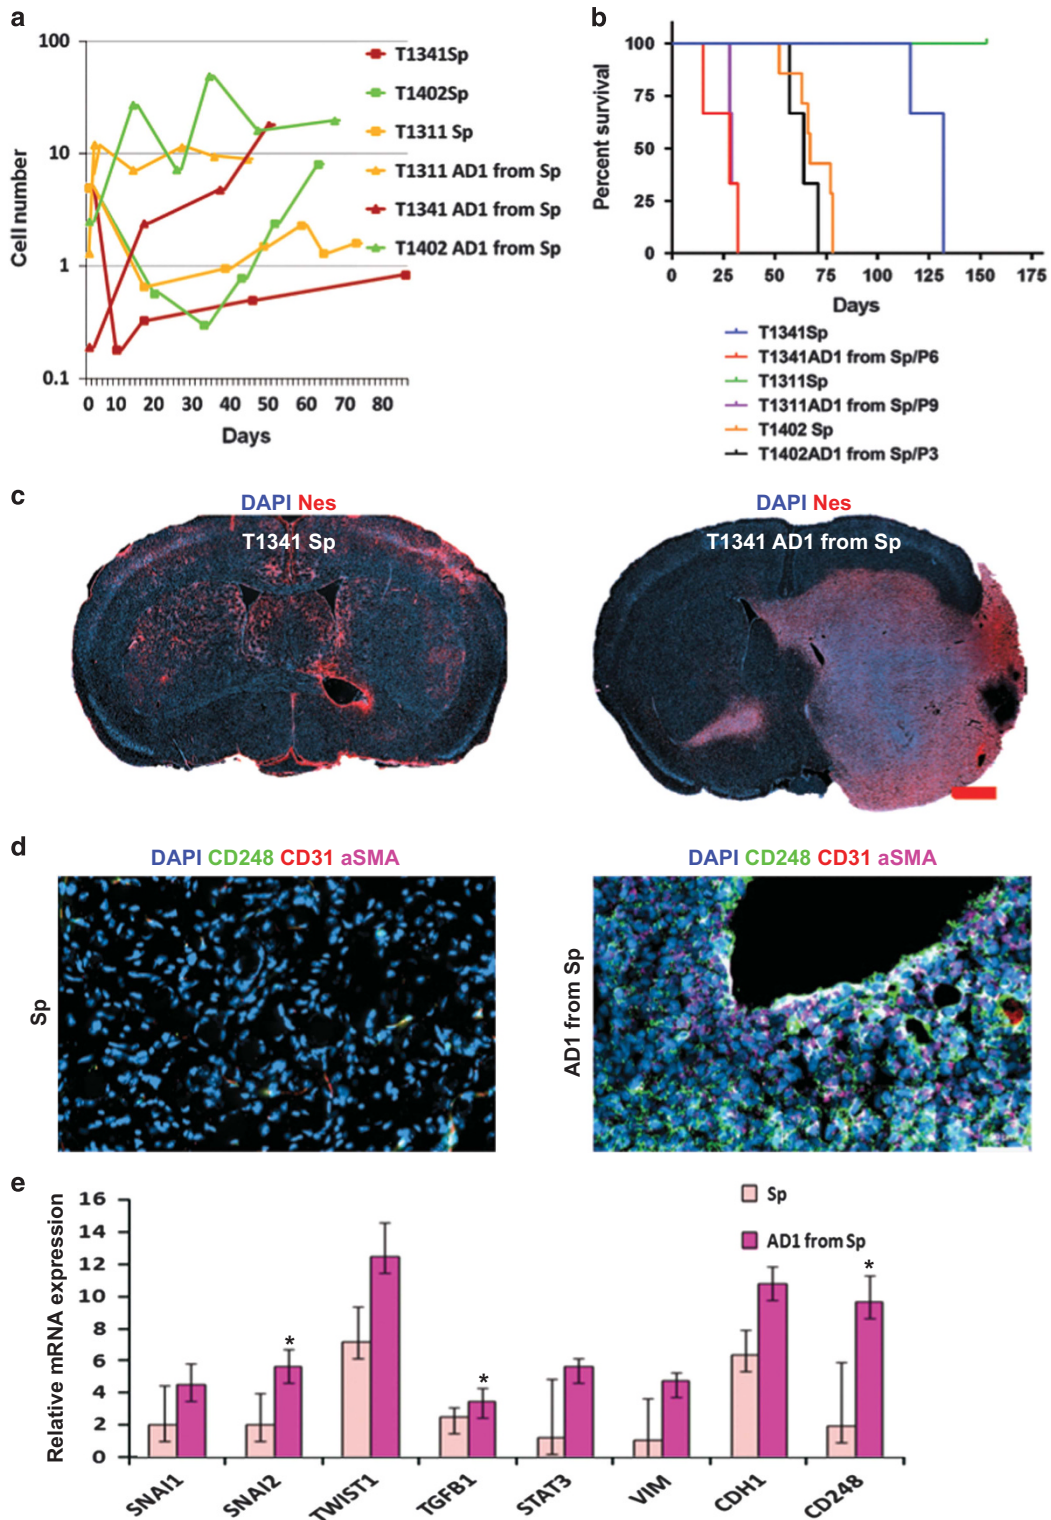 a
100
10
1
0.1
Cell number
0 10 20 30 40 50 60 70 80
Days
T1341Sp
T1402Sp
T1311 Sp
T1311 AD1 from Sp
T1341 AD1 from Sp
T1402 AD1 from Sp
b
100
75
50
25
0
Percent survival
0 25 50 75 100 125 150 175
Days
T1341Sp
T1341AD1 from Sp/P6
T1311Sp
T1311AD1 from Sp/P9
T1402 Sp
T1402AD1 from Sp/P3
c
DAPI Nes
T1341 Sp
DAPI Nes
T1341 AD1 from Sp
d
DAPI CD248 CD31 aSMA
Sp
DAPI CD248 CD31 aSMA
AD1 from Sp
e
Relative mRNA expression
16
14
12
10
8
6
4
2
0
Sp
AD1 from Sp
*
*
*
SNAI1
SNAI2
TWIST1
TGFB1
STAT3
VIM
CDH1
CD248